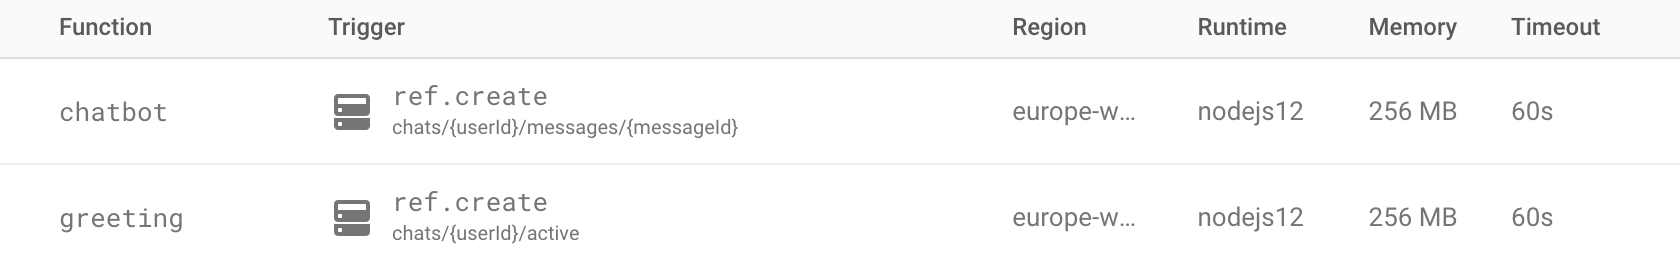 Function Trigger Region Runtime Memory Timeout
chatbot ref.create europe-w... nodejs12 256 MB 60s
chats/{userId}/messages/{messageId}
greeting ref.create europe-w... nodejs12 256 MB 60s
chats/{userId}/active